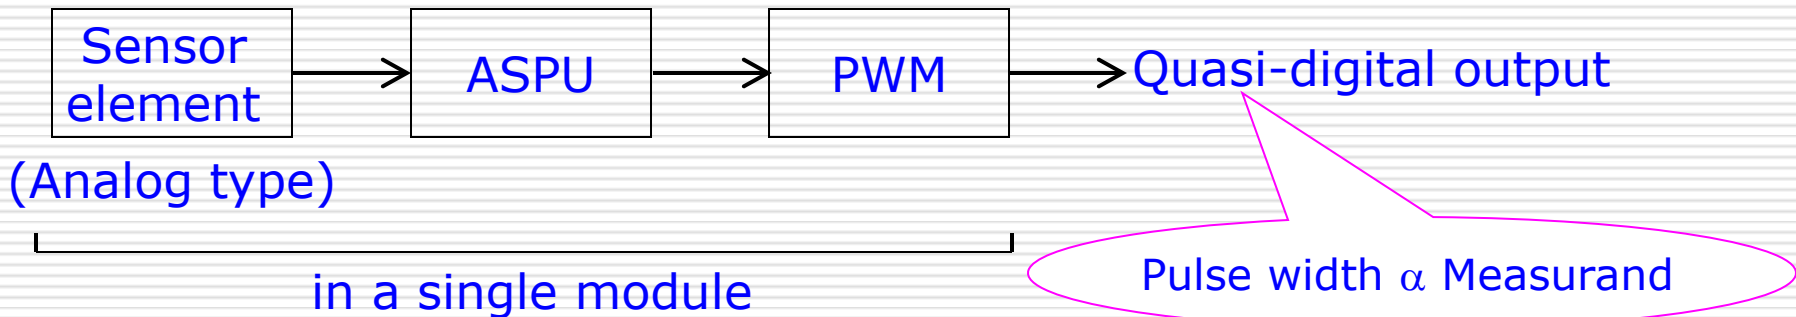 Sensor
element
ASPU
PWM
Quasi-digital output
(Analog type)
in a single module
Pulse width α Measurand